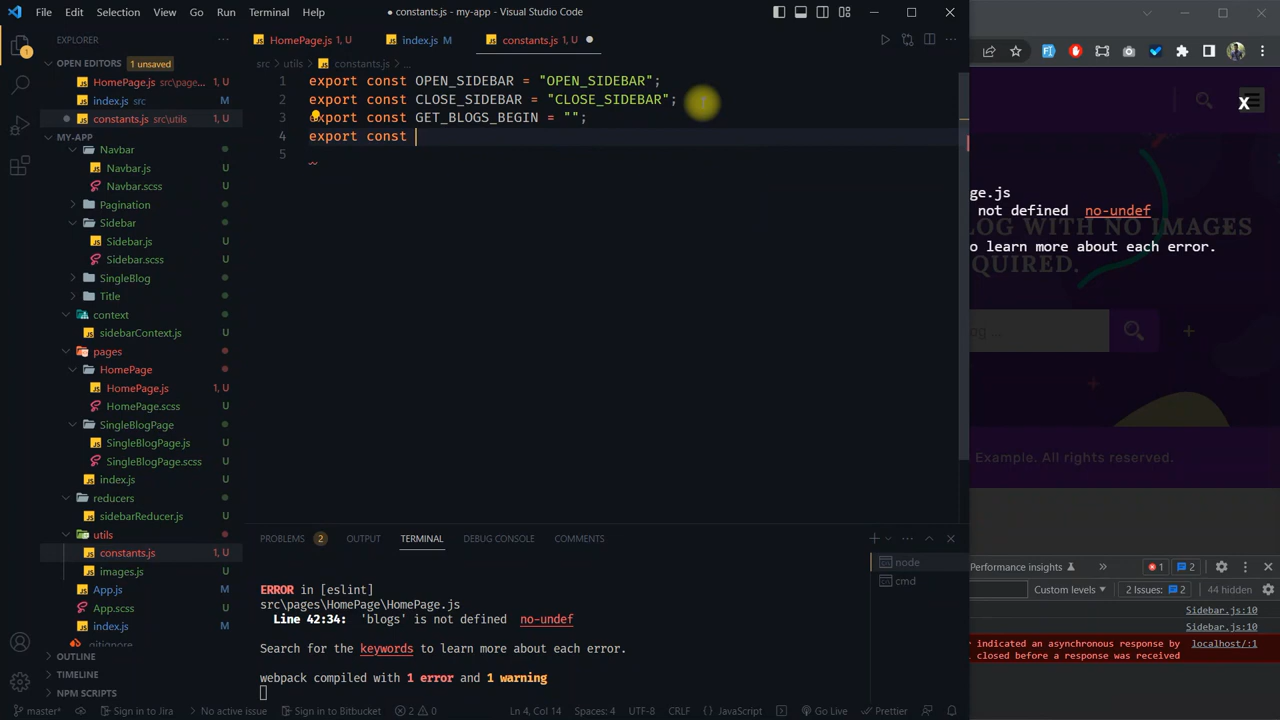 File Edit Selection View Go Run Terminal Help
● constants.js - my-app - Visual Studio Code
EXPLORER
HomePage.js 1, U
index.js M
constants.js 1, U ●
OPEN EDITORS 1 unsaved
src > utils > constants.js > ...
HomePage.js src\page... 1, U
index.js src M
constants.js src\utils 1, U
MY-APP
Navbar
Navbar.js U
Navbar.scss U
Pagination
Sidebar
Sidebar.js U
Sidebar.scss U
SingleBlog
Title
context
sidebarContext.js U
pages
HomePage
HomePage.js 1, U
HomePage.scss U
SingleBlogPage
SingleBlogPage.js U
SingleBlogPage.scss U
index.js U
reducers
sidebarReducer.js U
utils
constants.js 1, U
images.js U
App.js M
App.scss U
index.js M
.gitignore
OUTLINE
TIMELINE
NPM SCRIPTS
1 export const OPEN_SIDEBAR = "OPEN_SIDEBAR";
2 export const CLOSE_SIDEBAR = "CLOSE_SIDEBAR";
3 export const GET_BLOGS_BEGIN = "";
4 export const
5
PROBLEMS 2 OUTPUT TERMINAL DEBUG CONSOLE COMMENTS
node
cmd
ERROR in [eslint]
src\pages\HomePage\HomePage.js
Line 42:34: 'blogs' is not defined no-undef
Search for the keywords to learn more about each error.
webpack compiled with 1 error and 1 warning
master* Sign in to Jira No active issue Sign in to Bitbucket 2 0 Ln 4, Col 14 Spaces: 4 UTF-8 CRLF JavaScript Go Live Prettier
X
ge.js
not defined no-undef
LOG WITH NO IMAGES
o learn more about each error.
QUIRED.
log ...
+
Example. All rights reserved.
Performance insights 1 2
Custom levels 2 Issues: 2 44 hidden
Sidebar.js:10
Sidebar.js:10
indicated an asynchronous response by localhost/:1
closed before a response was received